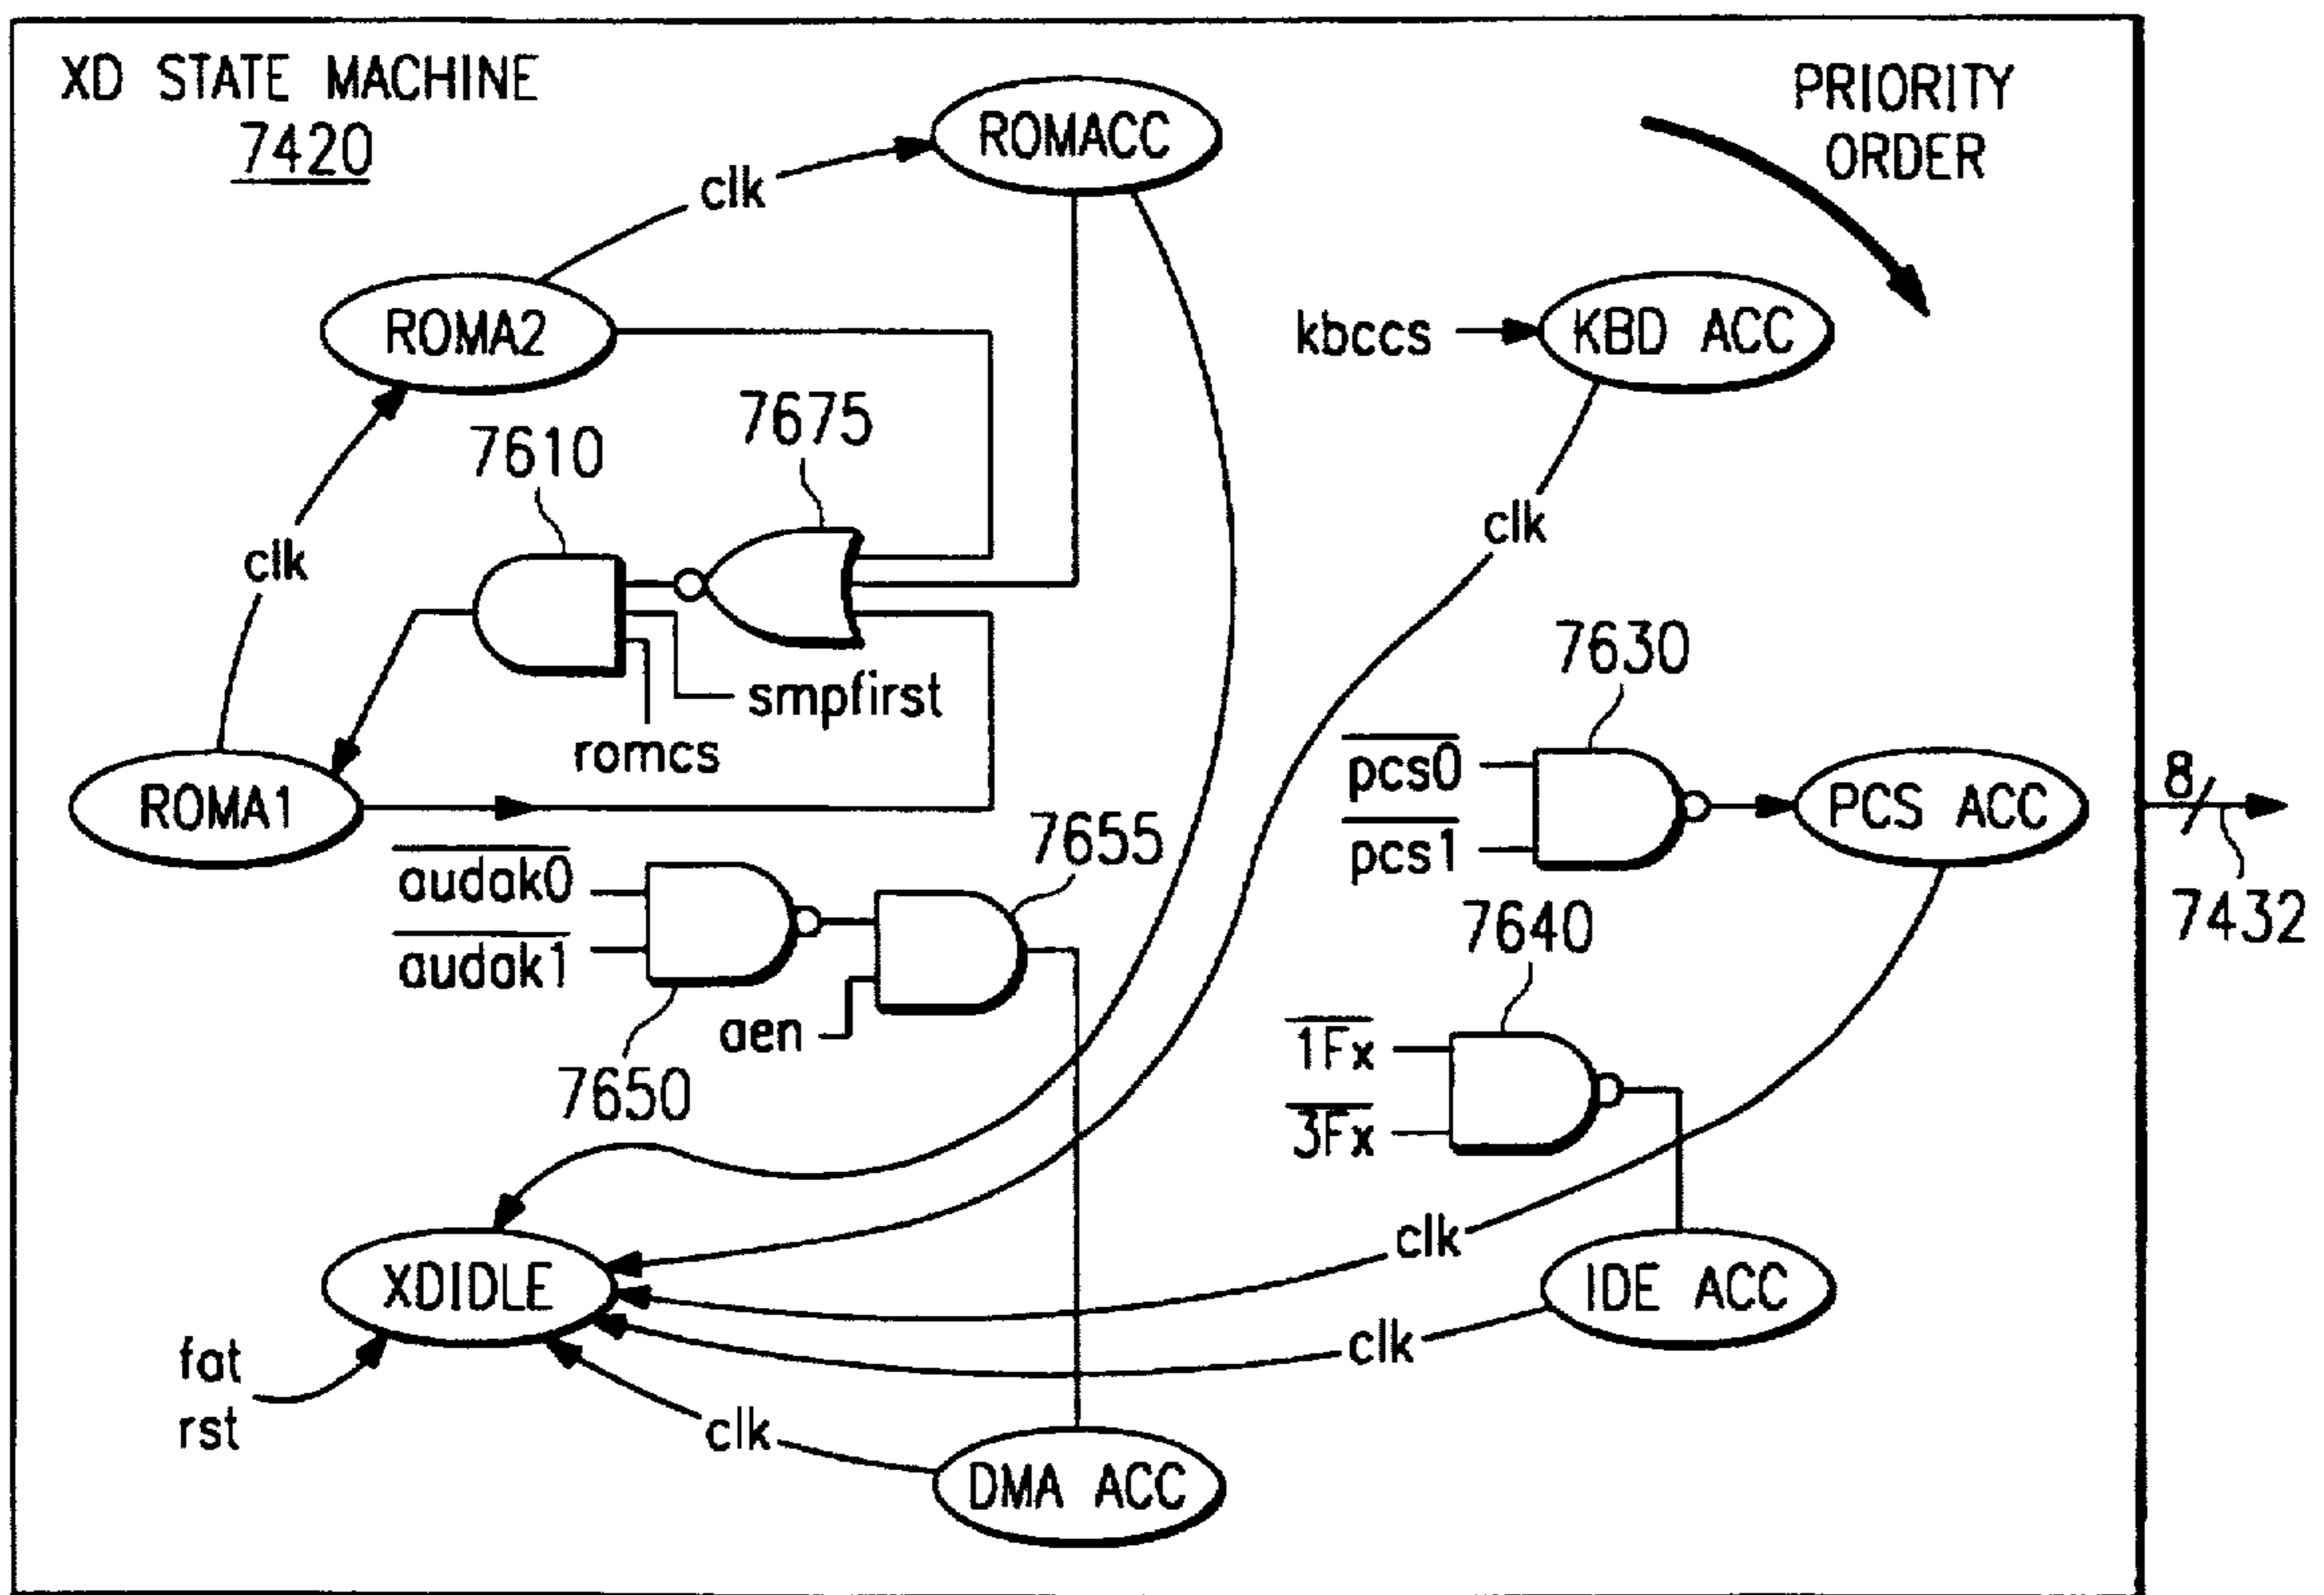 XD STATE MACHINE
7420
PRIORITY
ORDER
ROMACC
clk
ROMA2
kbccs
KBD ACC
7675
7610
clk
clk
smpfirst
romcs
7630
pcs0
pcs1
PCS ACC
8
7432
ROMA1
audak0
audak1
7655
aen
7650
7640
1Fx
3Fx
clk
XDIDLE
IDE ACC
clk
fat
rst
clk
DMA ACC